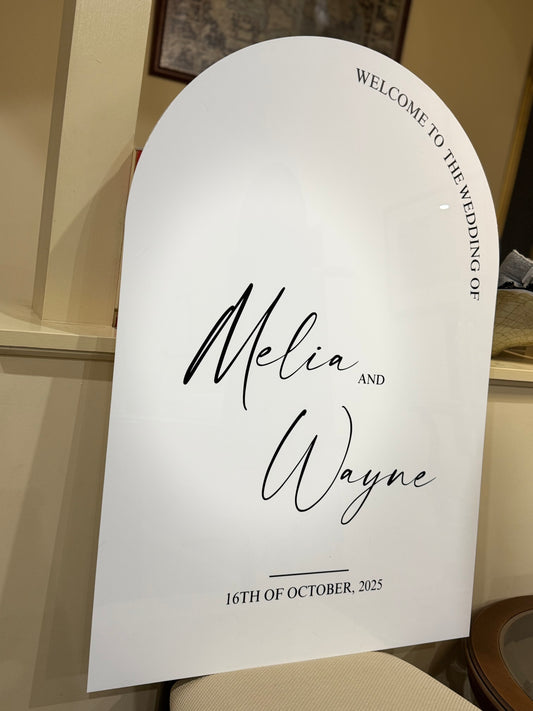 WELCOME TO THE WEDDING OF
Melia AND
Wayne
16TH OF OCTOBER, 2025